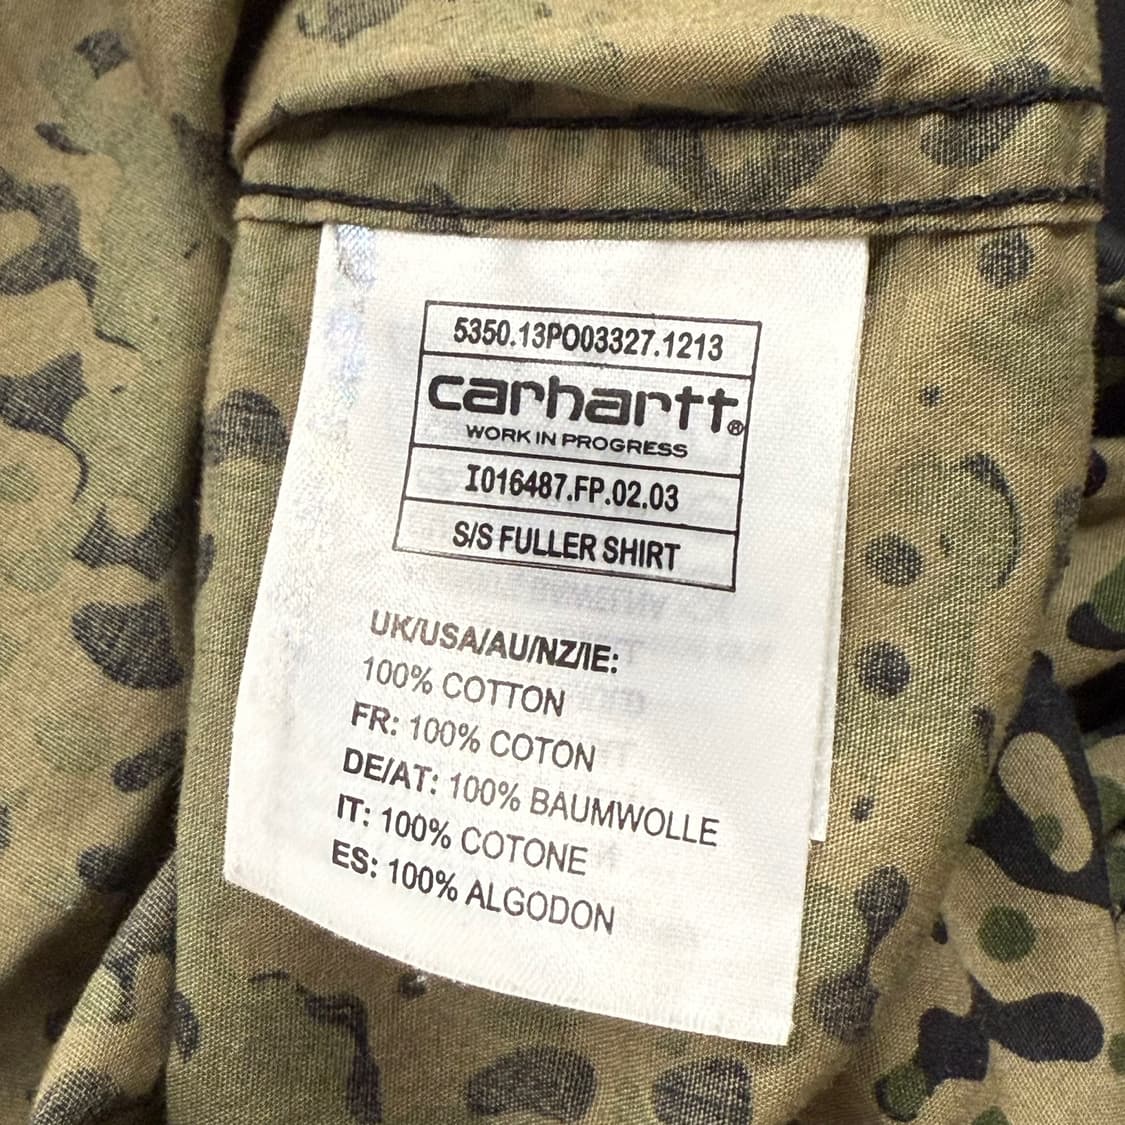 5350.13PO03327.1213
carhartt®
WORK IN PROGRESS
I016487.FP.02.03
S/S FULLER SHIRT
UK/USA/AU/NZ/IE:
100% COTTON
FR: 100% COTON
DE/AT: 100% BAUMWOLLE
IT: 100% COTONE
ES: 100% ALGODON